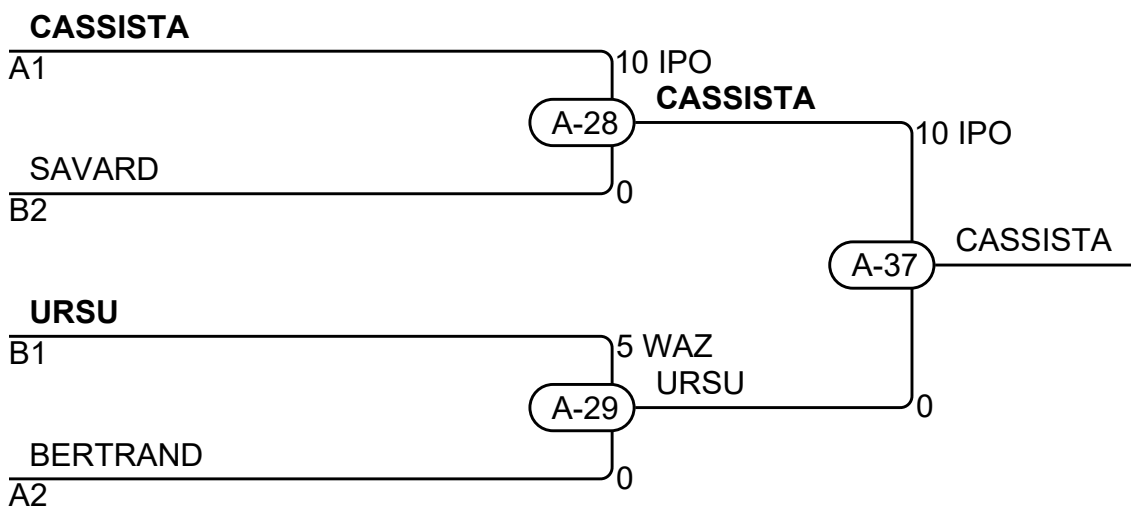 CASSISTA
A1
10 IPO
CASSISTA
A-28
10 IPO
SAVARD
0
B2
CASSISTA
A-37
URSU
B1
5 WAZ
URSU
A-29
0
BERTRAND
0
A2